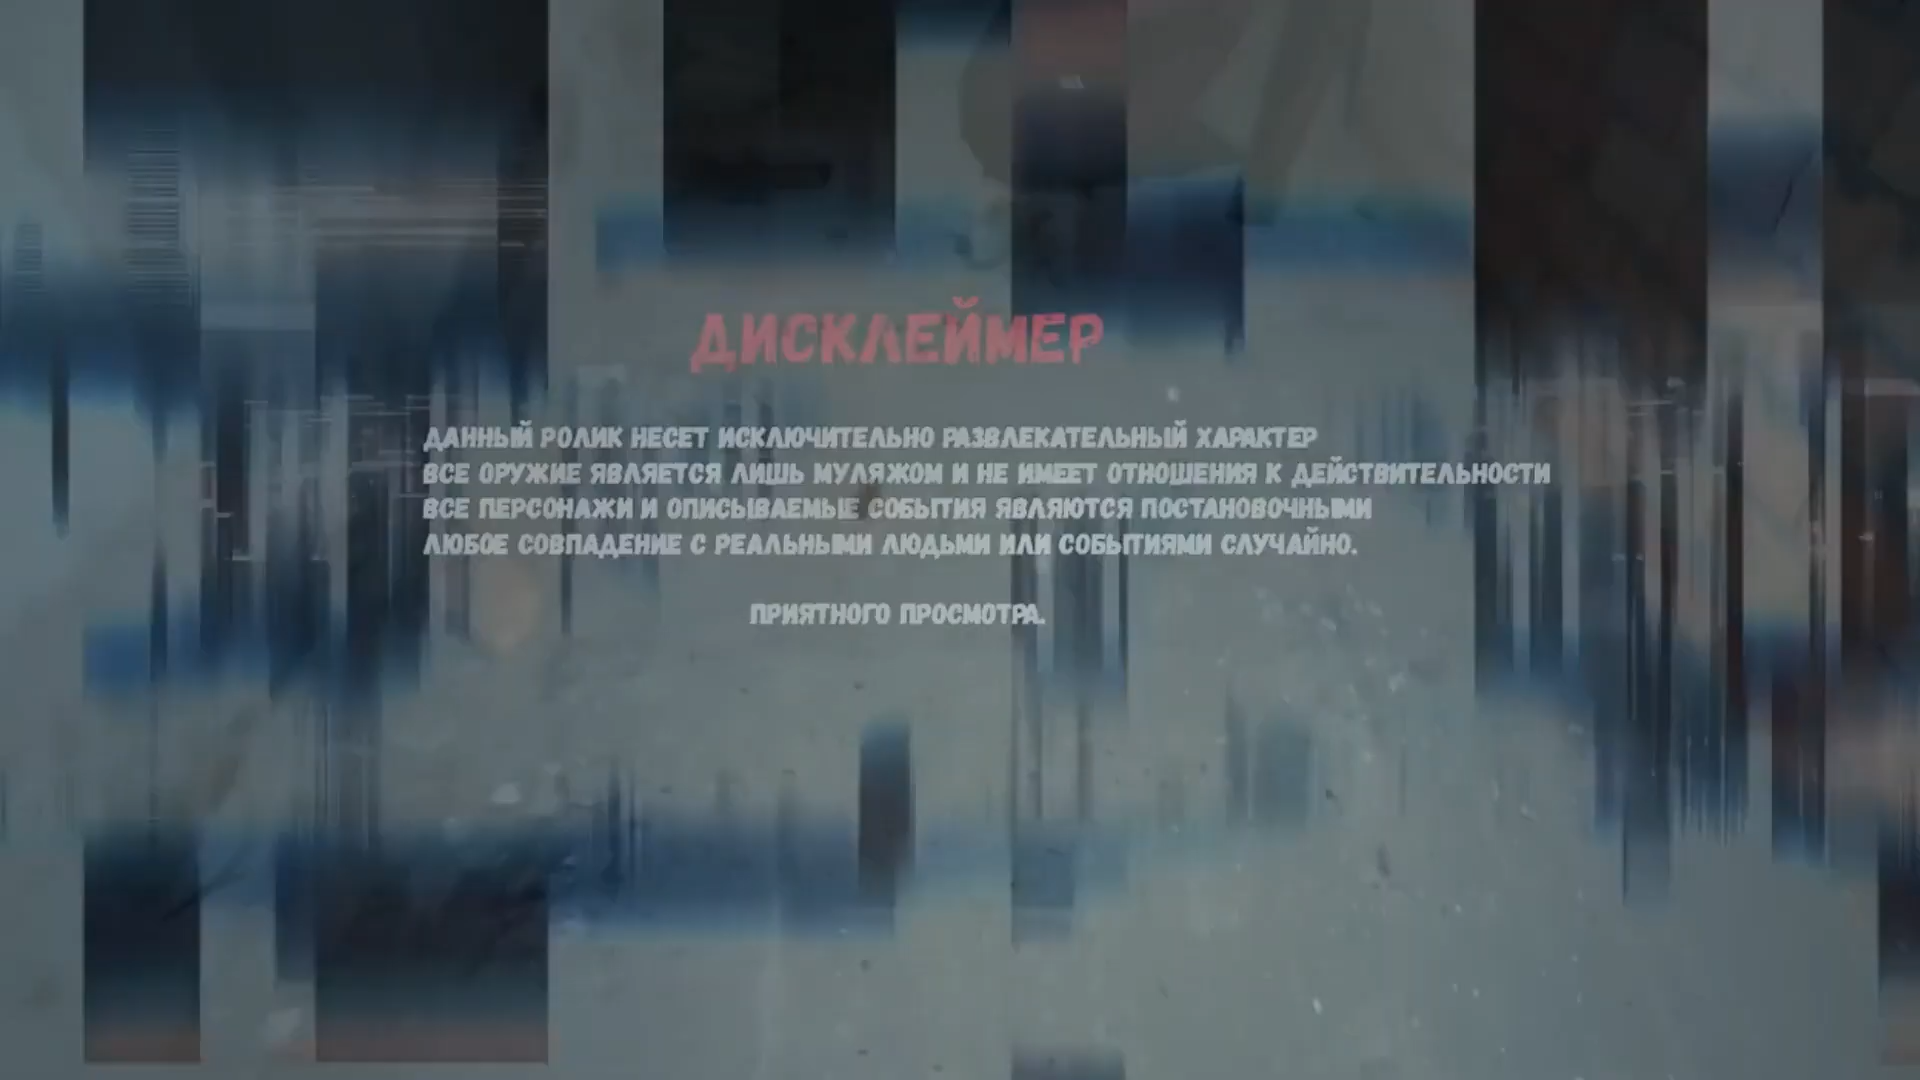 ДИСКЛЕЙМЕР
ДАННЫЙ РОЛИК НЕСЕТ ИСКЛЮЧИТЕЛЬНО РАЗВЛЕКАТЕЛЬНЫЙ ХАРАКТЕР
ВСЕ ОРУЖИЕ ЯВЛЯЕТСЯ ЛИШЬ МУЛЯЖОМ И НЕ ИМЕЕТ ОТНОШЕНИЯ К ДЕЙСТВИТЕЛЬНОСТИ
ВСЕ ПЕРСОНАЖИ И ОПИСЫВАЕМЫЕ СОБЫТИЯ ЯВЛЯЮТСЯ ПОСТАНОВОЧНЫМИ
ЛЮБОЕ СОВПАДЕНИЕ С РЕАЛЬНЫМИ ЛЮДЬМИ ИЛИ СОБЫТИЯМИ СЛУЧАЙНО.
ПРИЯТНОГО ПРОСМОТРА.